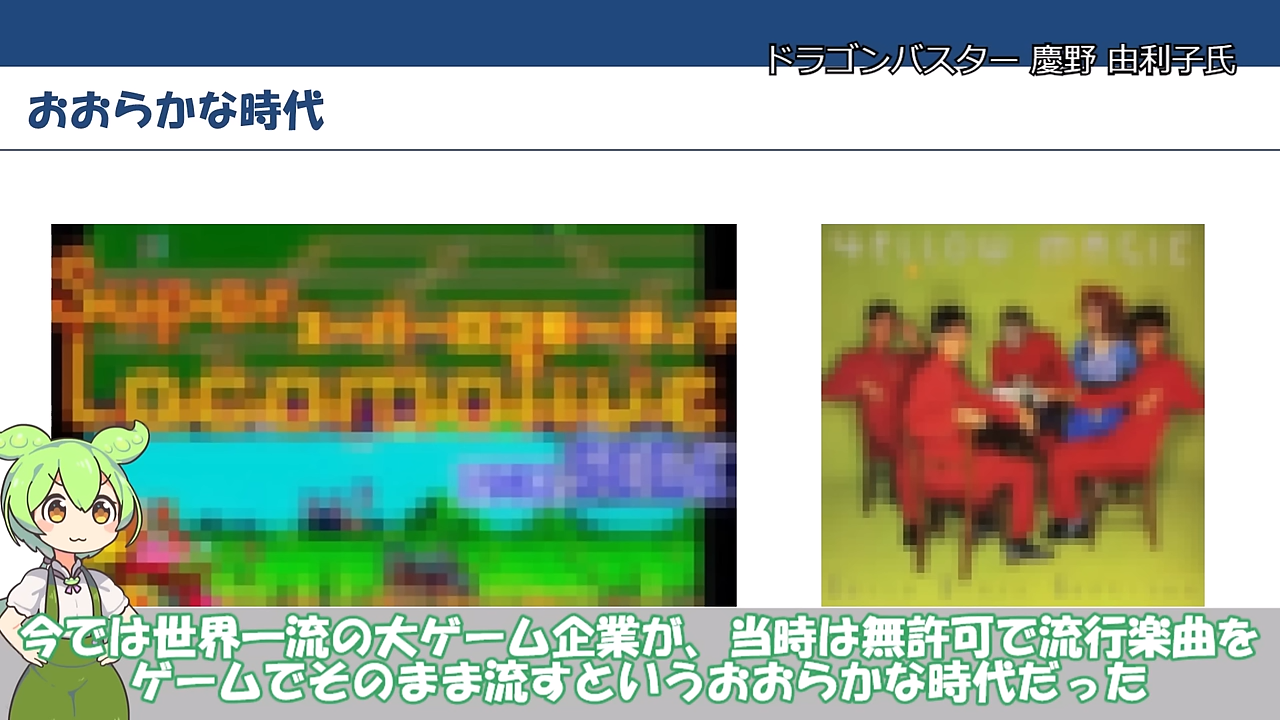 ドラゴンバスター 慶野 由利子氏
おおらかな時代
Super
Locomotive
YELLOW MAGIC
今では世界一流の大ゲーム企業が、当時は無許可で流行楽曲を
ゲームでそのまま流すというおおらかな時代だった